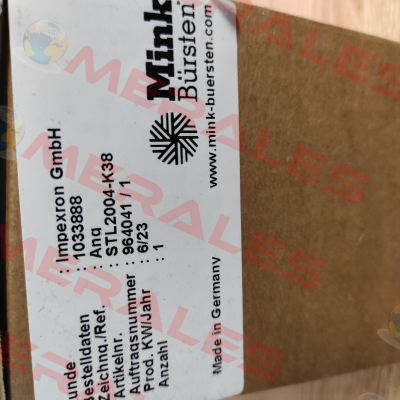 unde : Impexron GmbH
Bestelldaten : 1033888
Zeichng./Ref. : Anq
Artikelnr. : STL2004-K38
Auftragsnummer : 964041 / 1
Prod. KW/Jahr : 6/23
Anzahl : 1
Mink
Bürsten
www.mink-buersten.com
Made in Germany
MERALES
MERALES